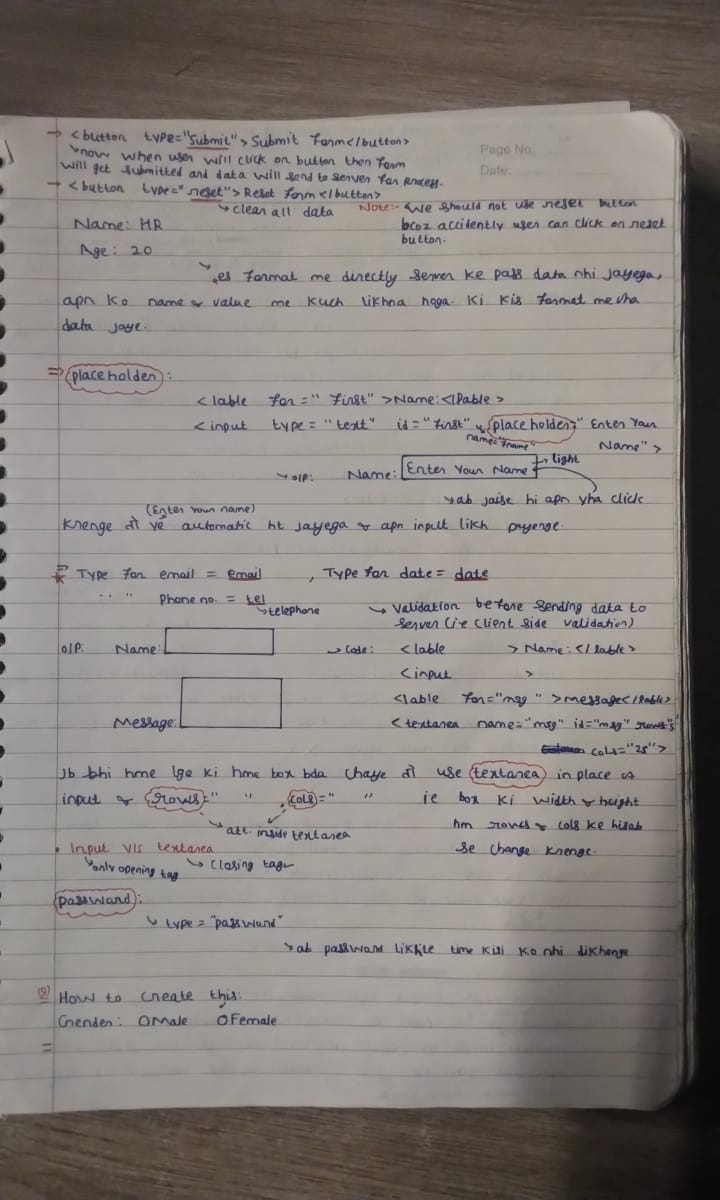 → <button type="Submit"> Submit Form</button>
Page No:
↳ now when user will click on button then form
will get submitted and data will send to server for process.
Date:
→ <button type="reset"> Reset form </button>
↳ clear all data
Note:- We should not use reset button
bcoz accidently user can click on reset
button.
Name: HR
Age: 20
↳ es format me directly server ke pass data nhi jayega,
apn ko name & value me kuch likhna hoga. Ki kis format me vha
data jaye.
⇒ placeholder :
<lable for=" first" >Name:</lable >
<input type = "text" id = "first" placeholder=" Enter Your
name="fname"
Name" >
↳ o/p: Name: Enter Your Name → light
↳ ab jaise hi apn vha click
(Enter your name)
krenge तो ये automatic ht jayega & apn input likh payenge.
⇒ * Type for email = email , Type for date = date
" " " Phone no. = tel
↳ telephone
↳ Validation before sending data to
server (ie client side validation)
o/p: Name:
↳ Code: <lable > Name: </lable>
<input >
<lable for="msg " >message</lable>
Message:
<textarea name="msg" id="msg" rows="5"
cols="25">
Jb bhi hme lge ki hme box bda chaiye तो use textarea in place of
input & rows=" " , cols=" " ie box ki width & height
↳ att. inside textarea
hm rows & cols ke hisab
se change krenge.
• Input v/s textarea
↳ only opening tag ↳ closing tag
password :
↳ type = "password"
↳ ab password likhte time kisi ko nhi dikhenge
Q) How to create this:
Gender: O Male O Female
=